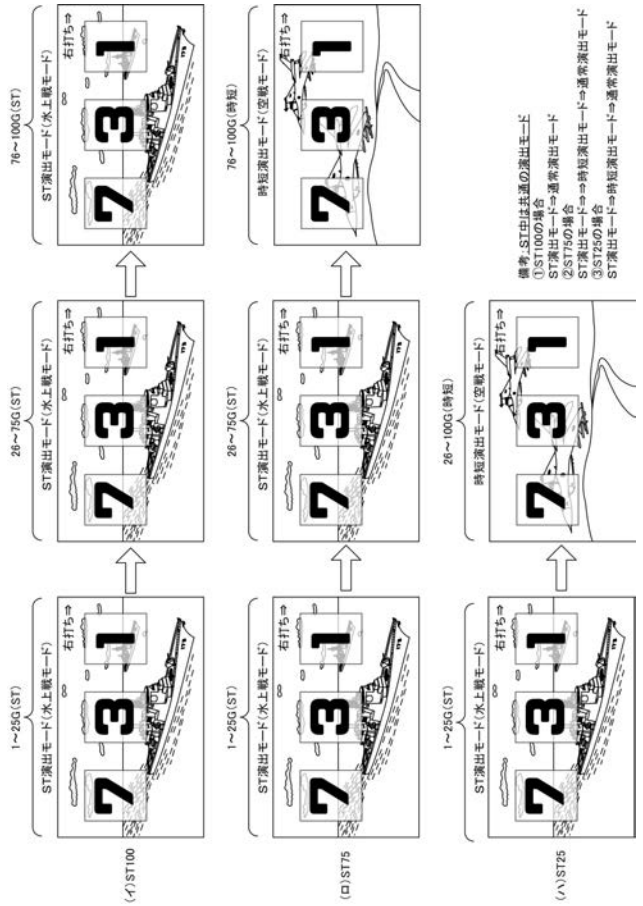 (イ)ST100
1～25G(ST)
ST演出モード(水上戦モード)
右打ち⇒
7 3 1
26～75G(ST)
ST演出モード(水上戦モード)
右打ち⇒
7 3 1
76～100G(ST)
ST演出モード(水上戦モード)
右打ち⇒
7 3 1
(ロ)ST75
1～25G(ST)
ST演出モード(水上戦モード)
右打ち⇒
7 3 1
26～75G(ST)
ST演出モード(水上戦モード)
右打ち⇒
7 3 1
76～100G(時短)
時短演出モード(空戦モード)
右打ち⇒
7 3 1
(ハ)ST25
1～25G(ST)
ST演出モード(水上戦モード)
右打ち⇒
7 3 1
26～100G(時短)
時短演出モード(空戦モード)
右打ち⇒
7 3 1
備考:ST中は共通の演出モード
①ST100の場合
ST演出モード⇒通常演出モード
②ST75の場合
ST演出モード⇒⇒時短演出モード⇒通常演出モード
③ST25の場合
ST演出モード⇒時短演出モード⇒通常演出モード